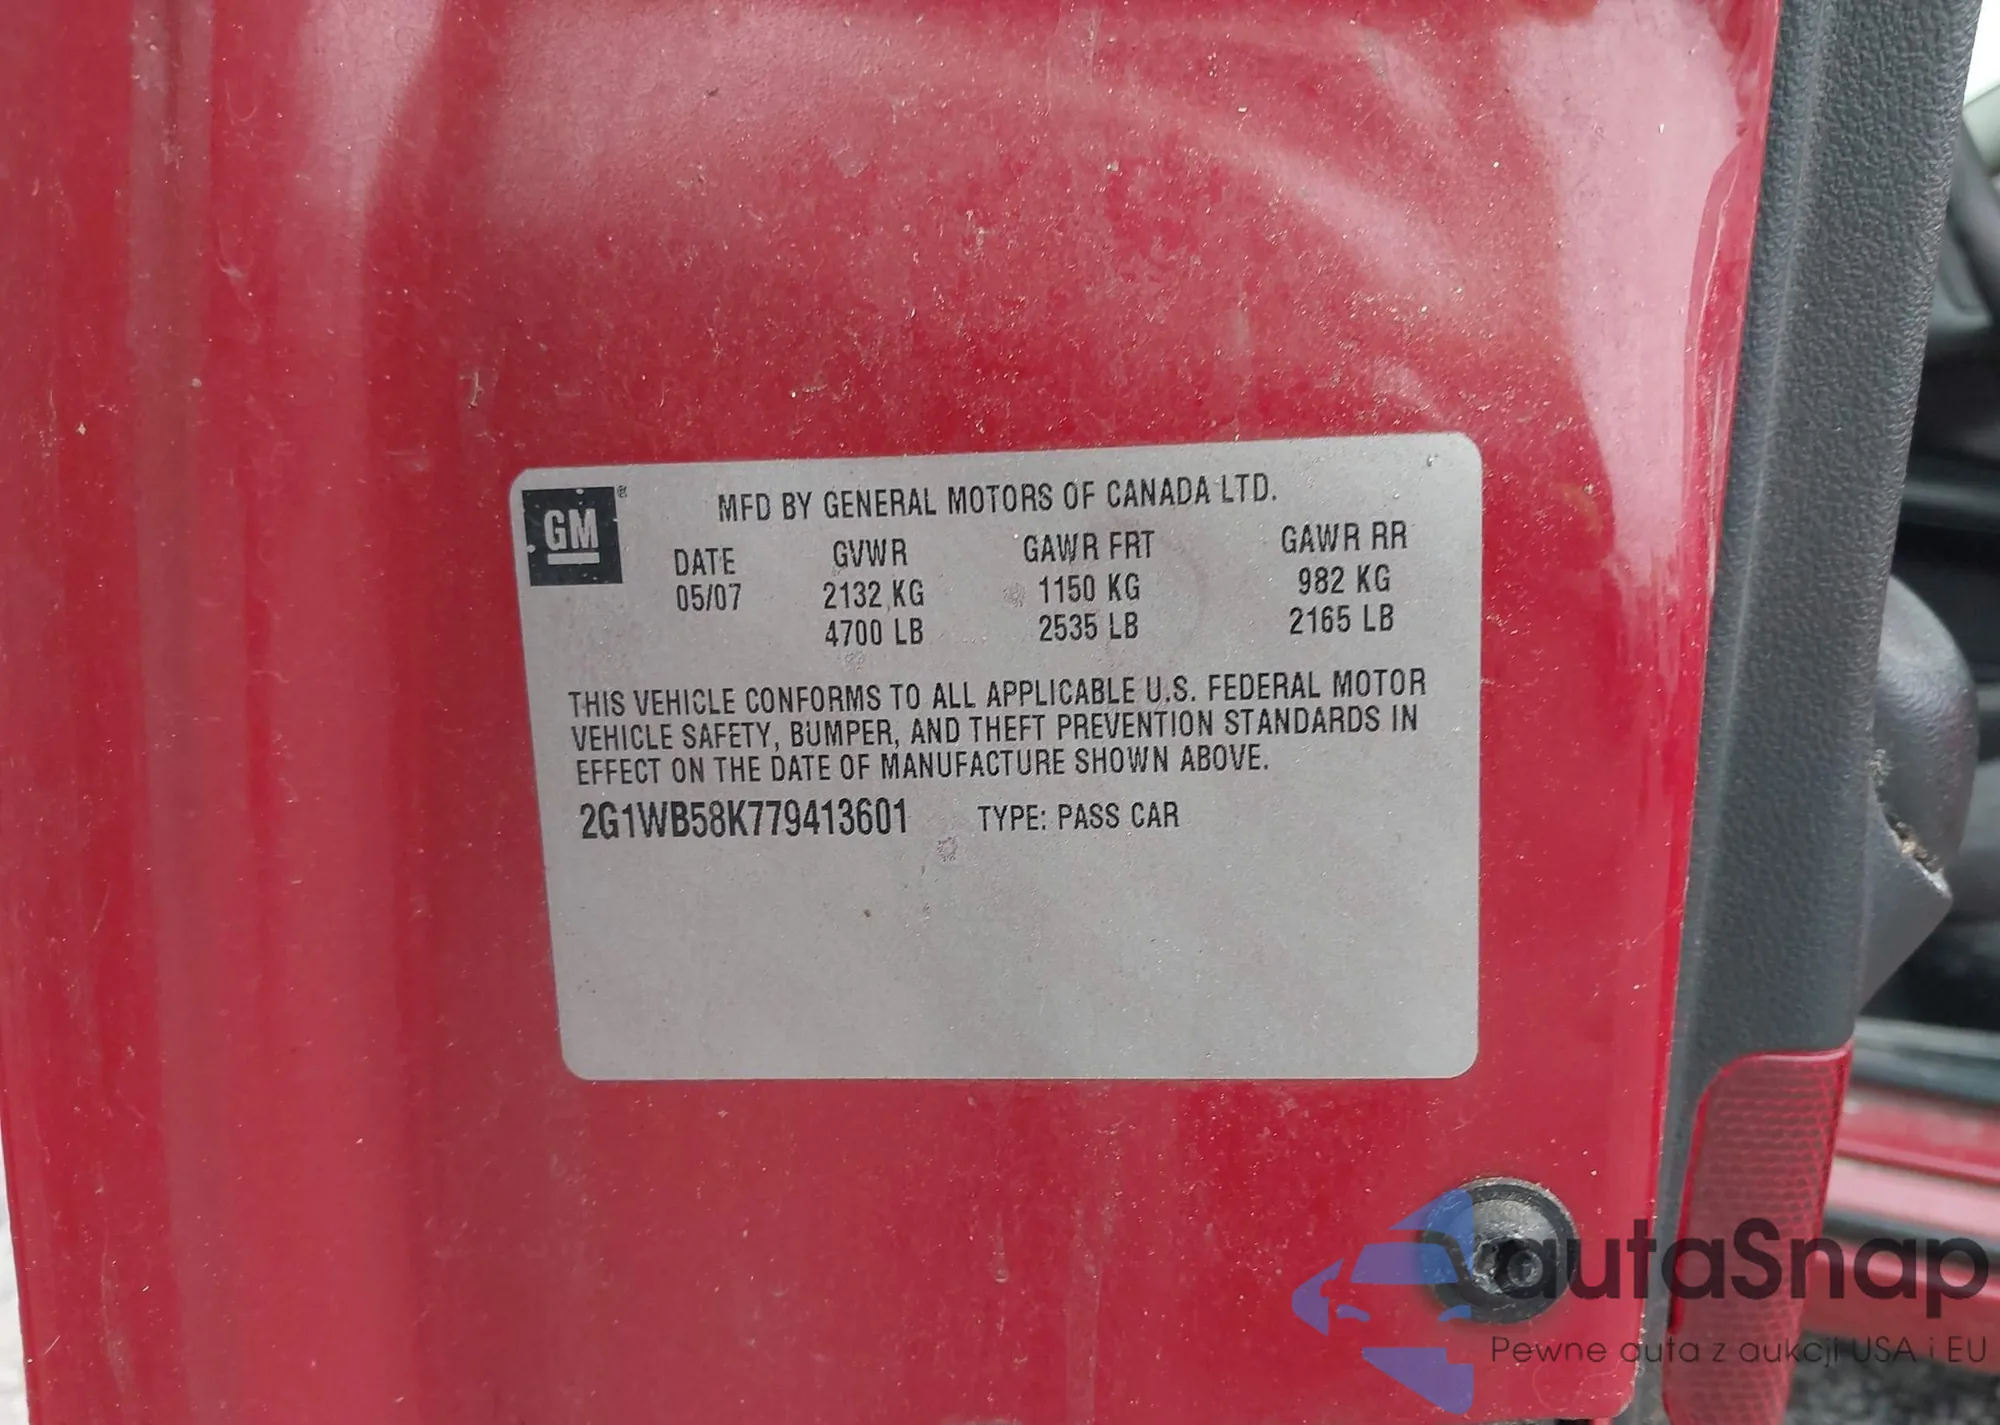 GM®
MFD BY GENERAL MOTORS OF CANADA LTD.
DATE GVWR GAWR FRT GAWR RR
05/07 2132 KG 1150 KG 982 KG
4700 LB 2535 LB 2165 LB
THIS VEHICLE CONFORMS TO ALL APPLICABLE U.S. FEDERAL MOTOR
VEHICLE SAFETY, BUMPER, AND THEFT PREVENTION STANDARDS IN
EFFECT ON THE DATE OF MANUFACTURE SHOWN ABOVE.
2G1WB58K779413601 TYPE: PASS CAR
autaSnap
Pewne auta z aukcji USA i EU